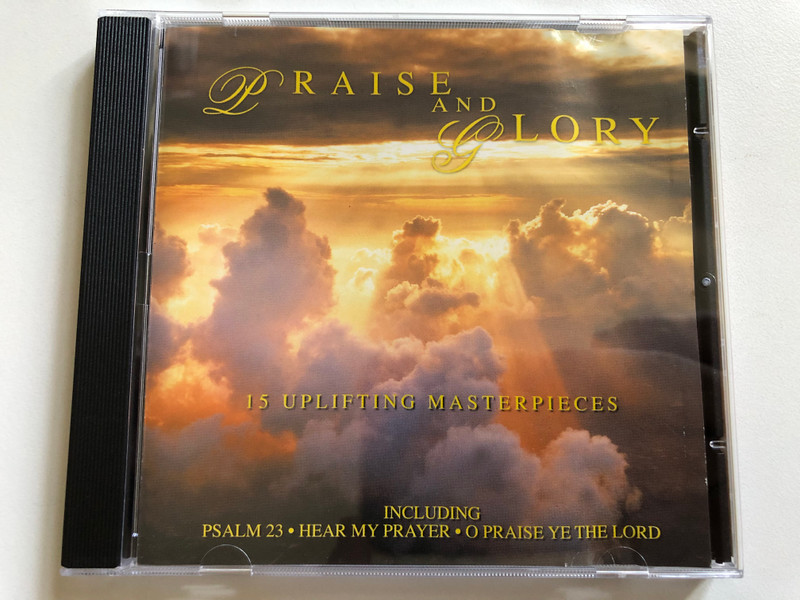 PRAISE
AND
GLORY
15 UPLIFTING MASTERPIECES
INCLUDING
PSALM 23 • HEAR MY PRAYER • O PRAISE YE THE LORD